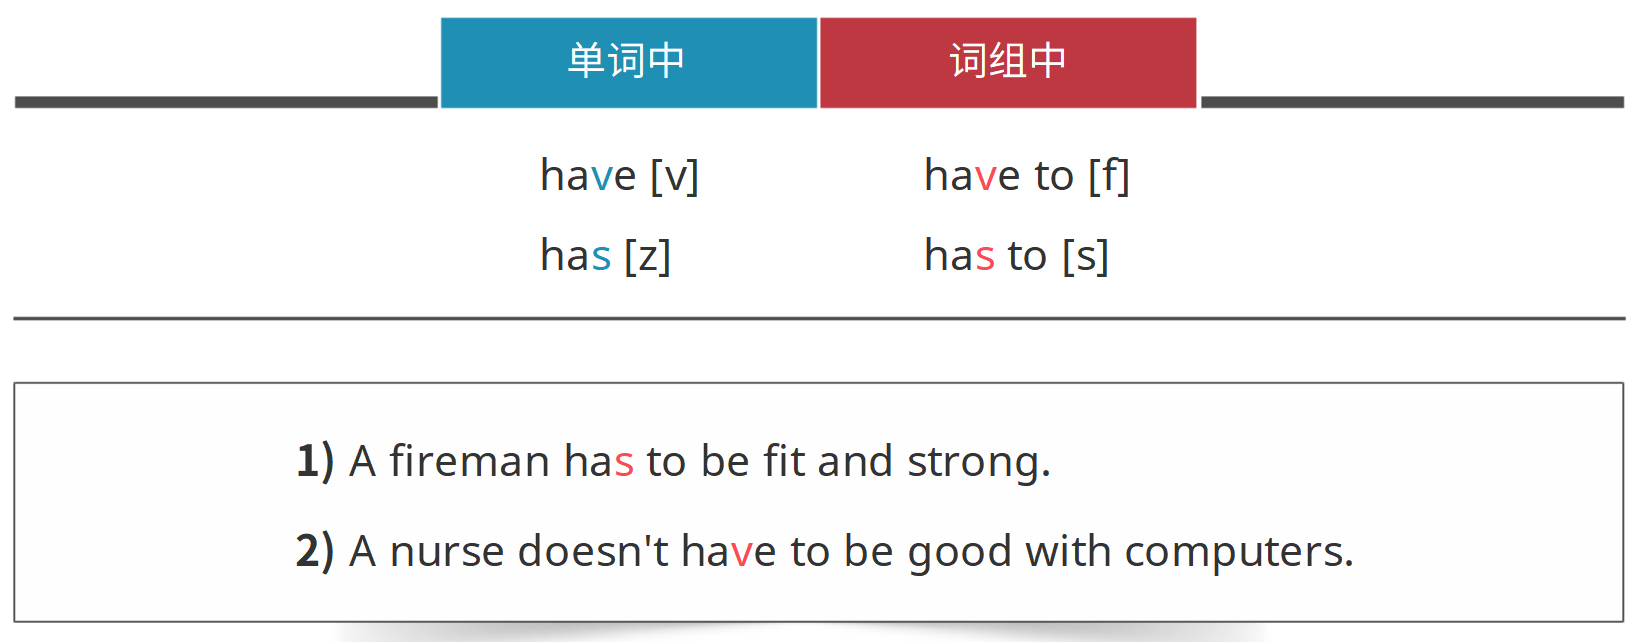 单词中 词组中
have [v] have to [f]
has [z] has to [s]
1) A fireman has to be fit and strong.
2) A nurse doesn't have to be good with computers.